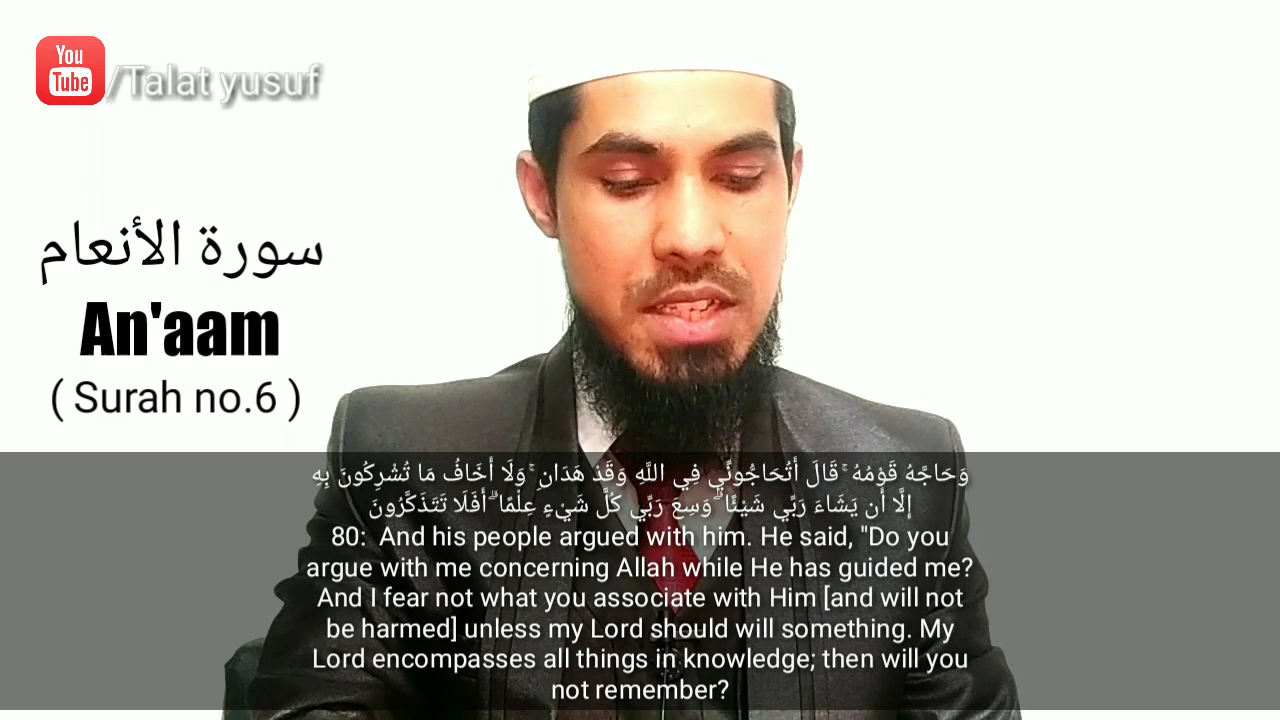 You
Tube
/Talat yusuf
سورة الأنعام
An'aam
( Surah no.6 )
وَحَاجَّهُ قَوْمُهُ ۚ قَالَ أَتُحَاجُّونِّي فِي اللَّهِ وَقَدْ هَدَانِ ۚ وَلَا أَخَافُ مَا تُشْرِكُونَ بِهِ
إِلَّا أَن يَشَاءَ رَبِّي شَيْئًا ۗ وَسِعَ رَبِّي كُلَّ شَيْءٍ عِلْمًا ۗ أَفَلَا تَتَذَكَّرُونَ
80:  And his people argued with him. He said, "Do you
argue with me concerning Allah while He has guided me?
And I fear not what you associate with Him [and will not
be harmed] unless my Lord should will something. My
Lord encompasses all things in knowledge; then will you
not remember?